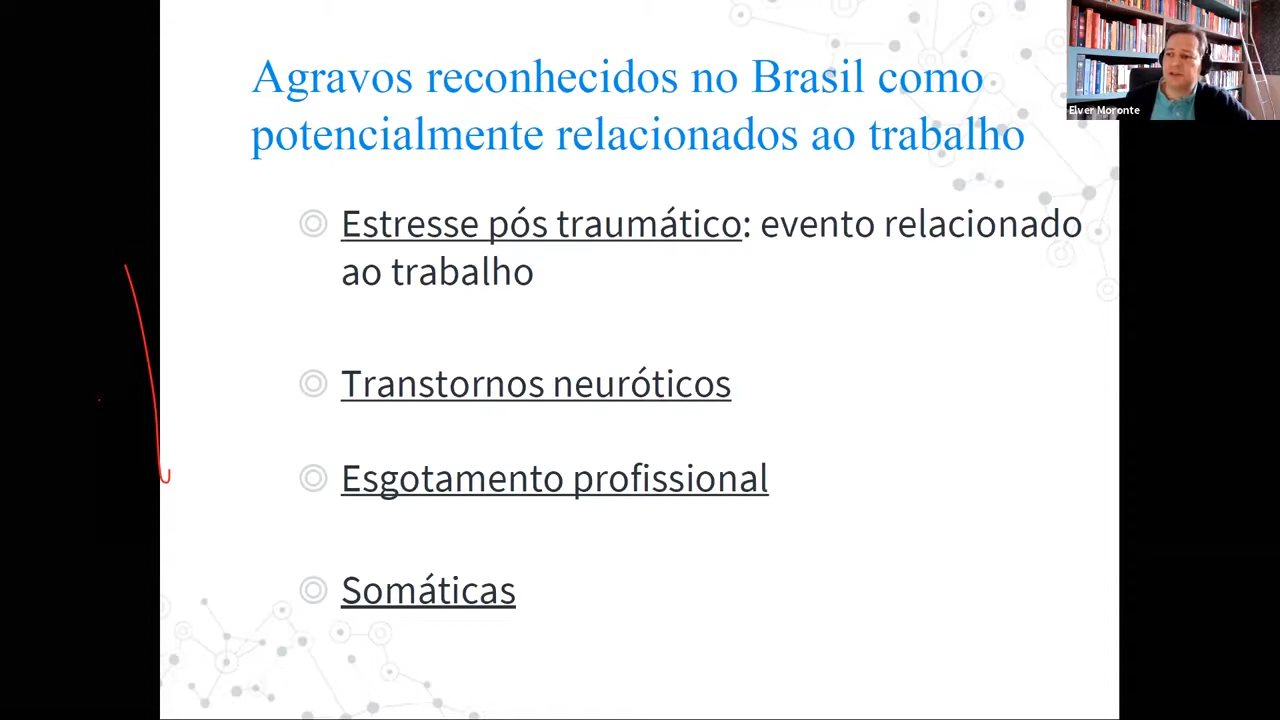 Agravos reconhecidos no Brasil como
potencialmente relacionados ao trabalho
Elver Moronte
Estresse pós traumático: evento relacionado
ao trabalho
Transtornos neuróticos
Esgotamento profissional
Somáticas